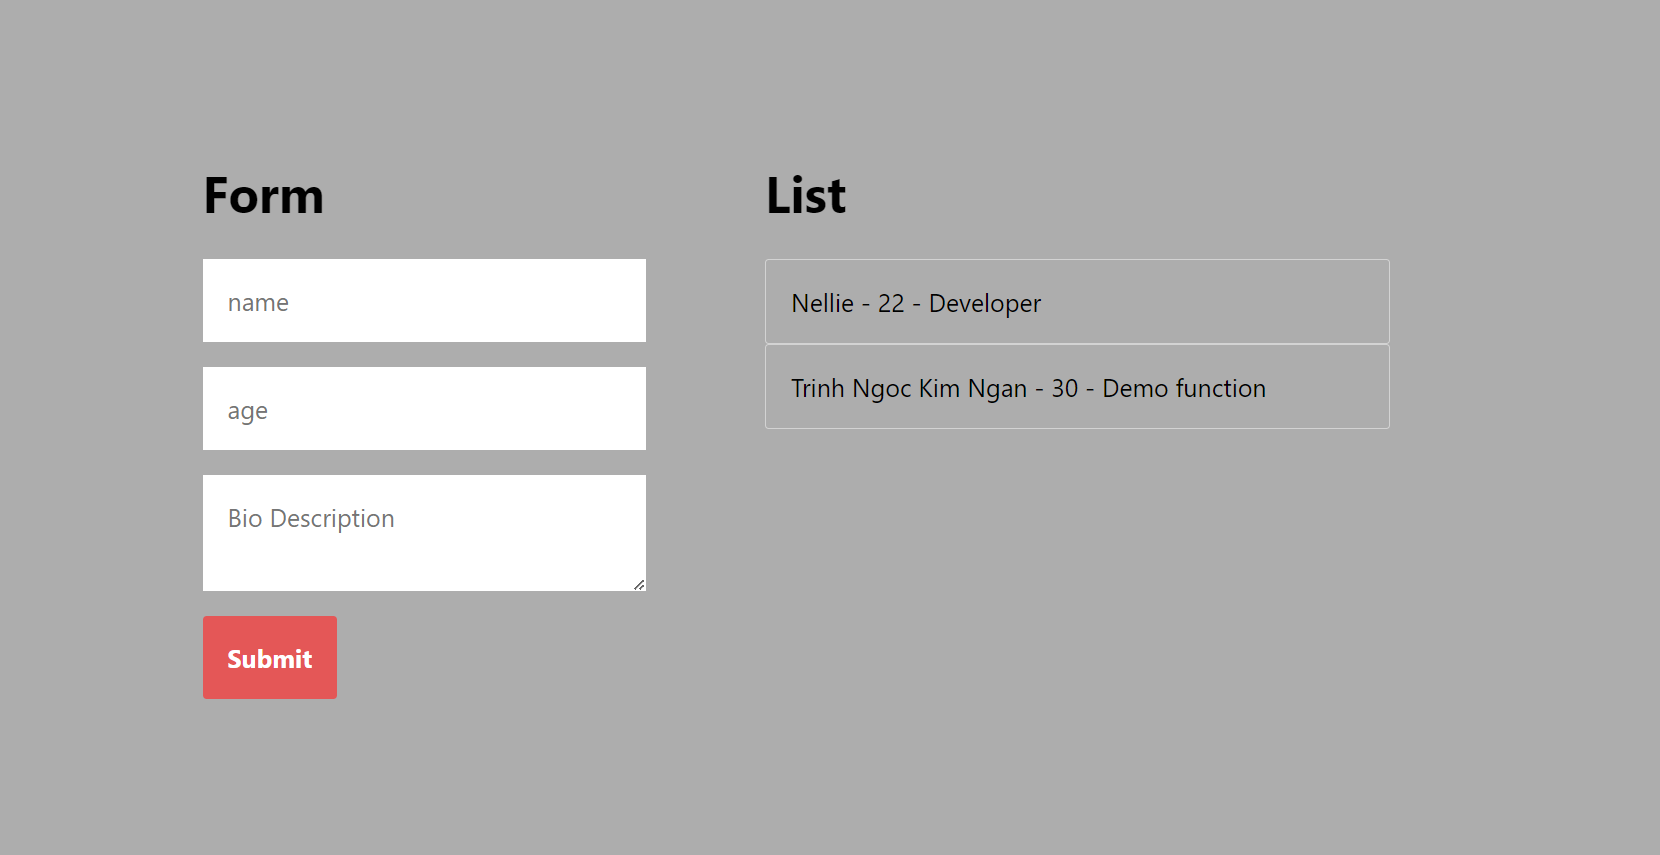 Form
name
age
Bio Description
Submit
List
Nellie - 22 - Developer
Trinh Ngoc Kim Ngan - 30 - Demo function